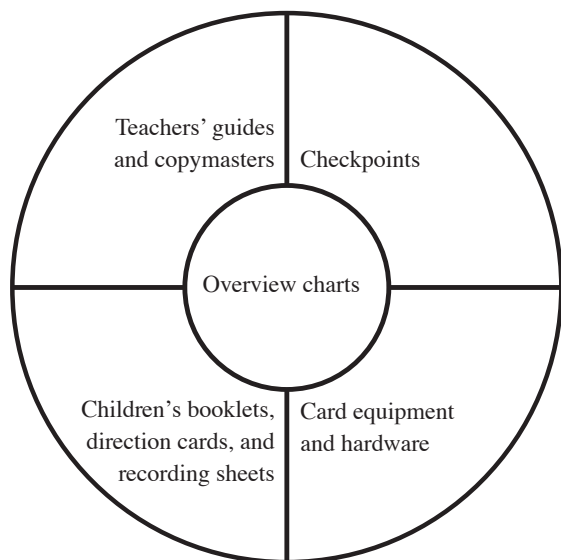 Teachers’ guides
and copymasters
Checkpoints
Overview charts
Children’s booklets,
direction cards, and
recording sheets
Card equipment
and hardware